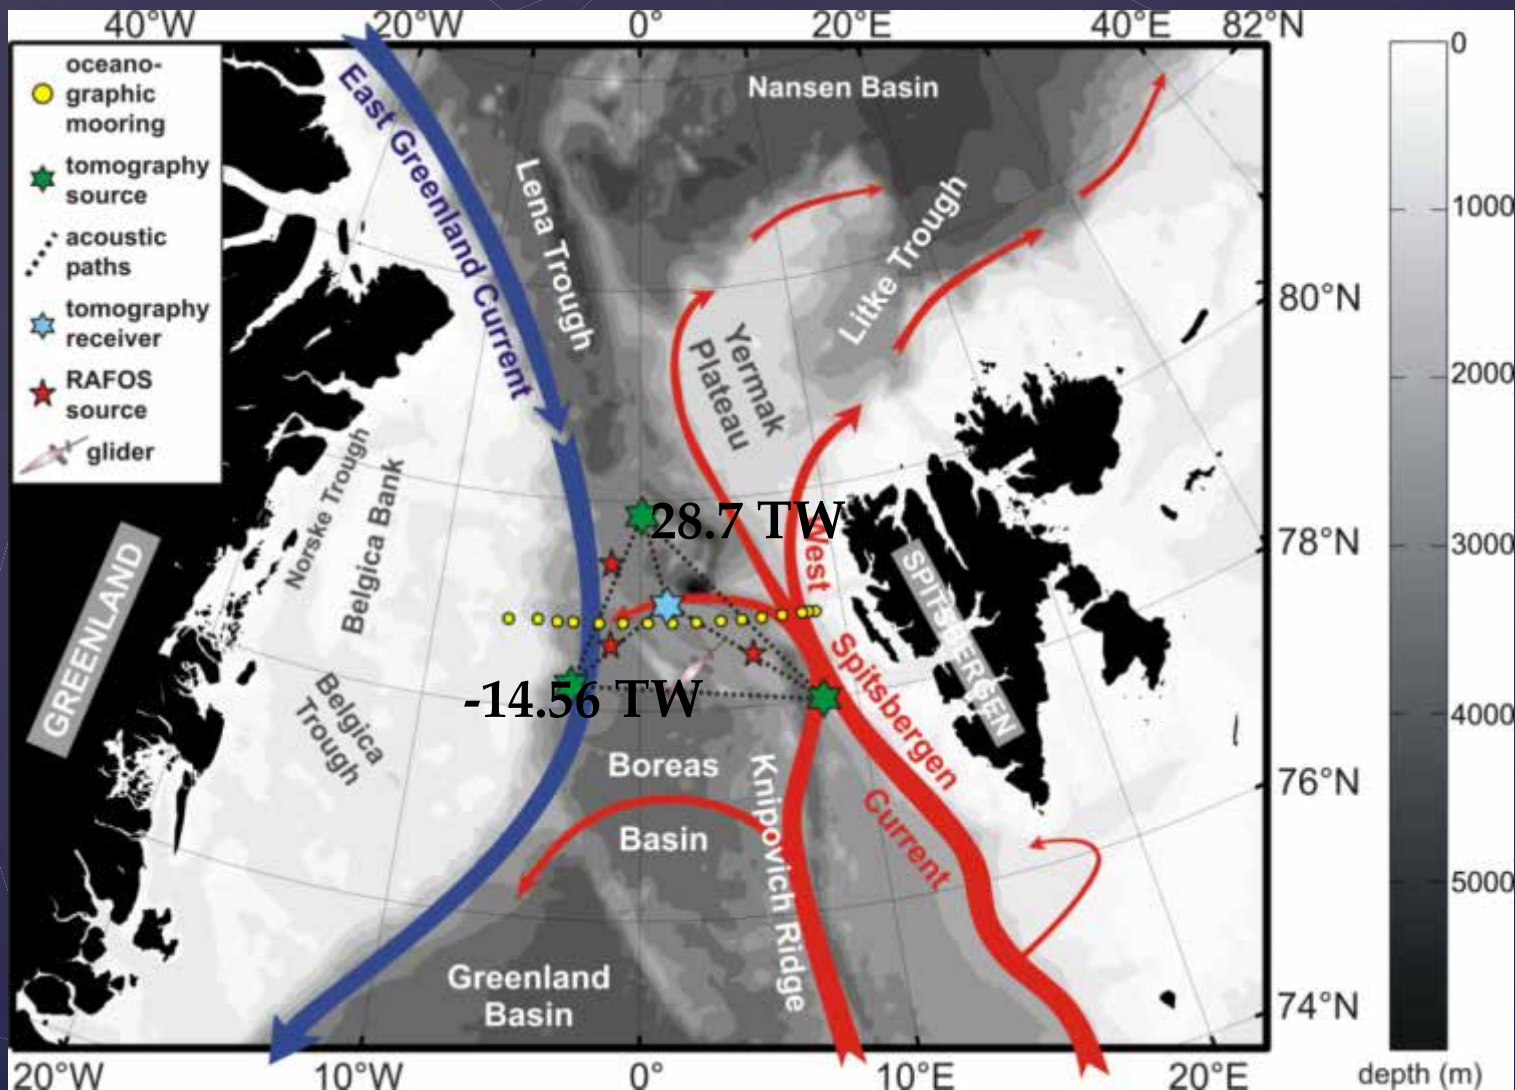 40°W
20°W
0°
20°E
40°E
82°N
oceano-
graphic
mooring
tomography
source
acoustic
paths
tomography
receiver
RAFOS
source
glider
East Greenland Current
Lena Trough
Nansen Basin
Litke Trough
Yermak
Plateau
80°N
78°N
76°N
74°N
Norske Trough
Belgica Bank
GREENLAND
Belgica
Trough
28.7 TW
-14.56 TW
West
Spitsbergen
Current
SPITSBERGEN
Boreas
Basin
Knipovich Ridge
Greenland
Basin
20°W
10°W
0°
10°E
20°E
0
1000
2000
3000
4000
5000
depth (m)